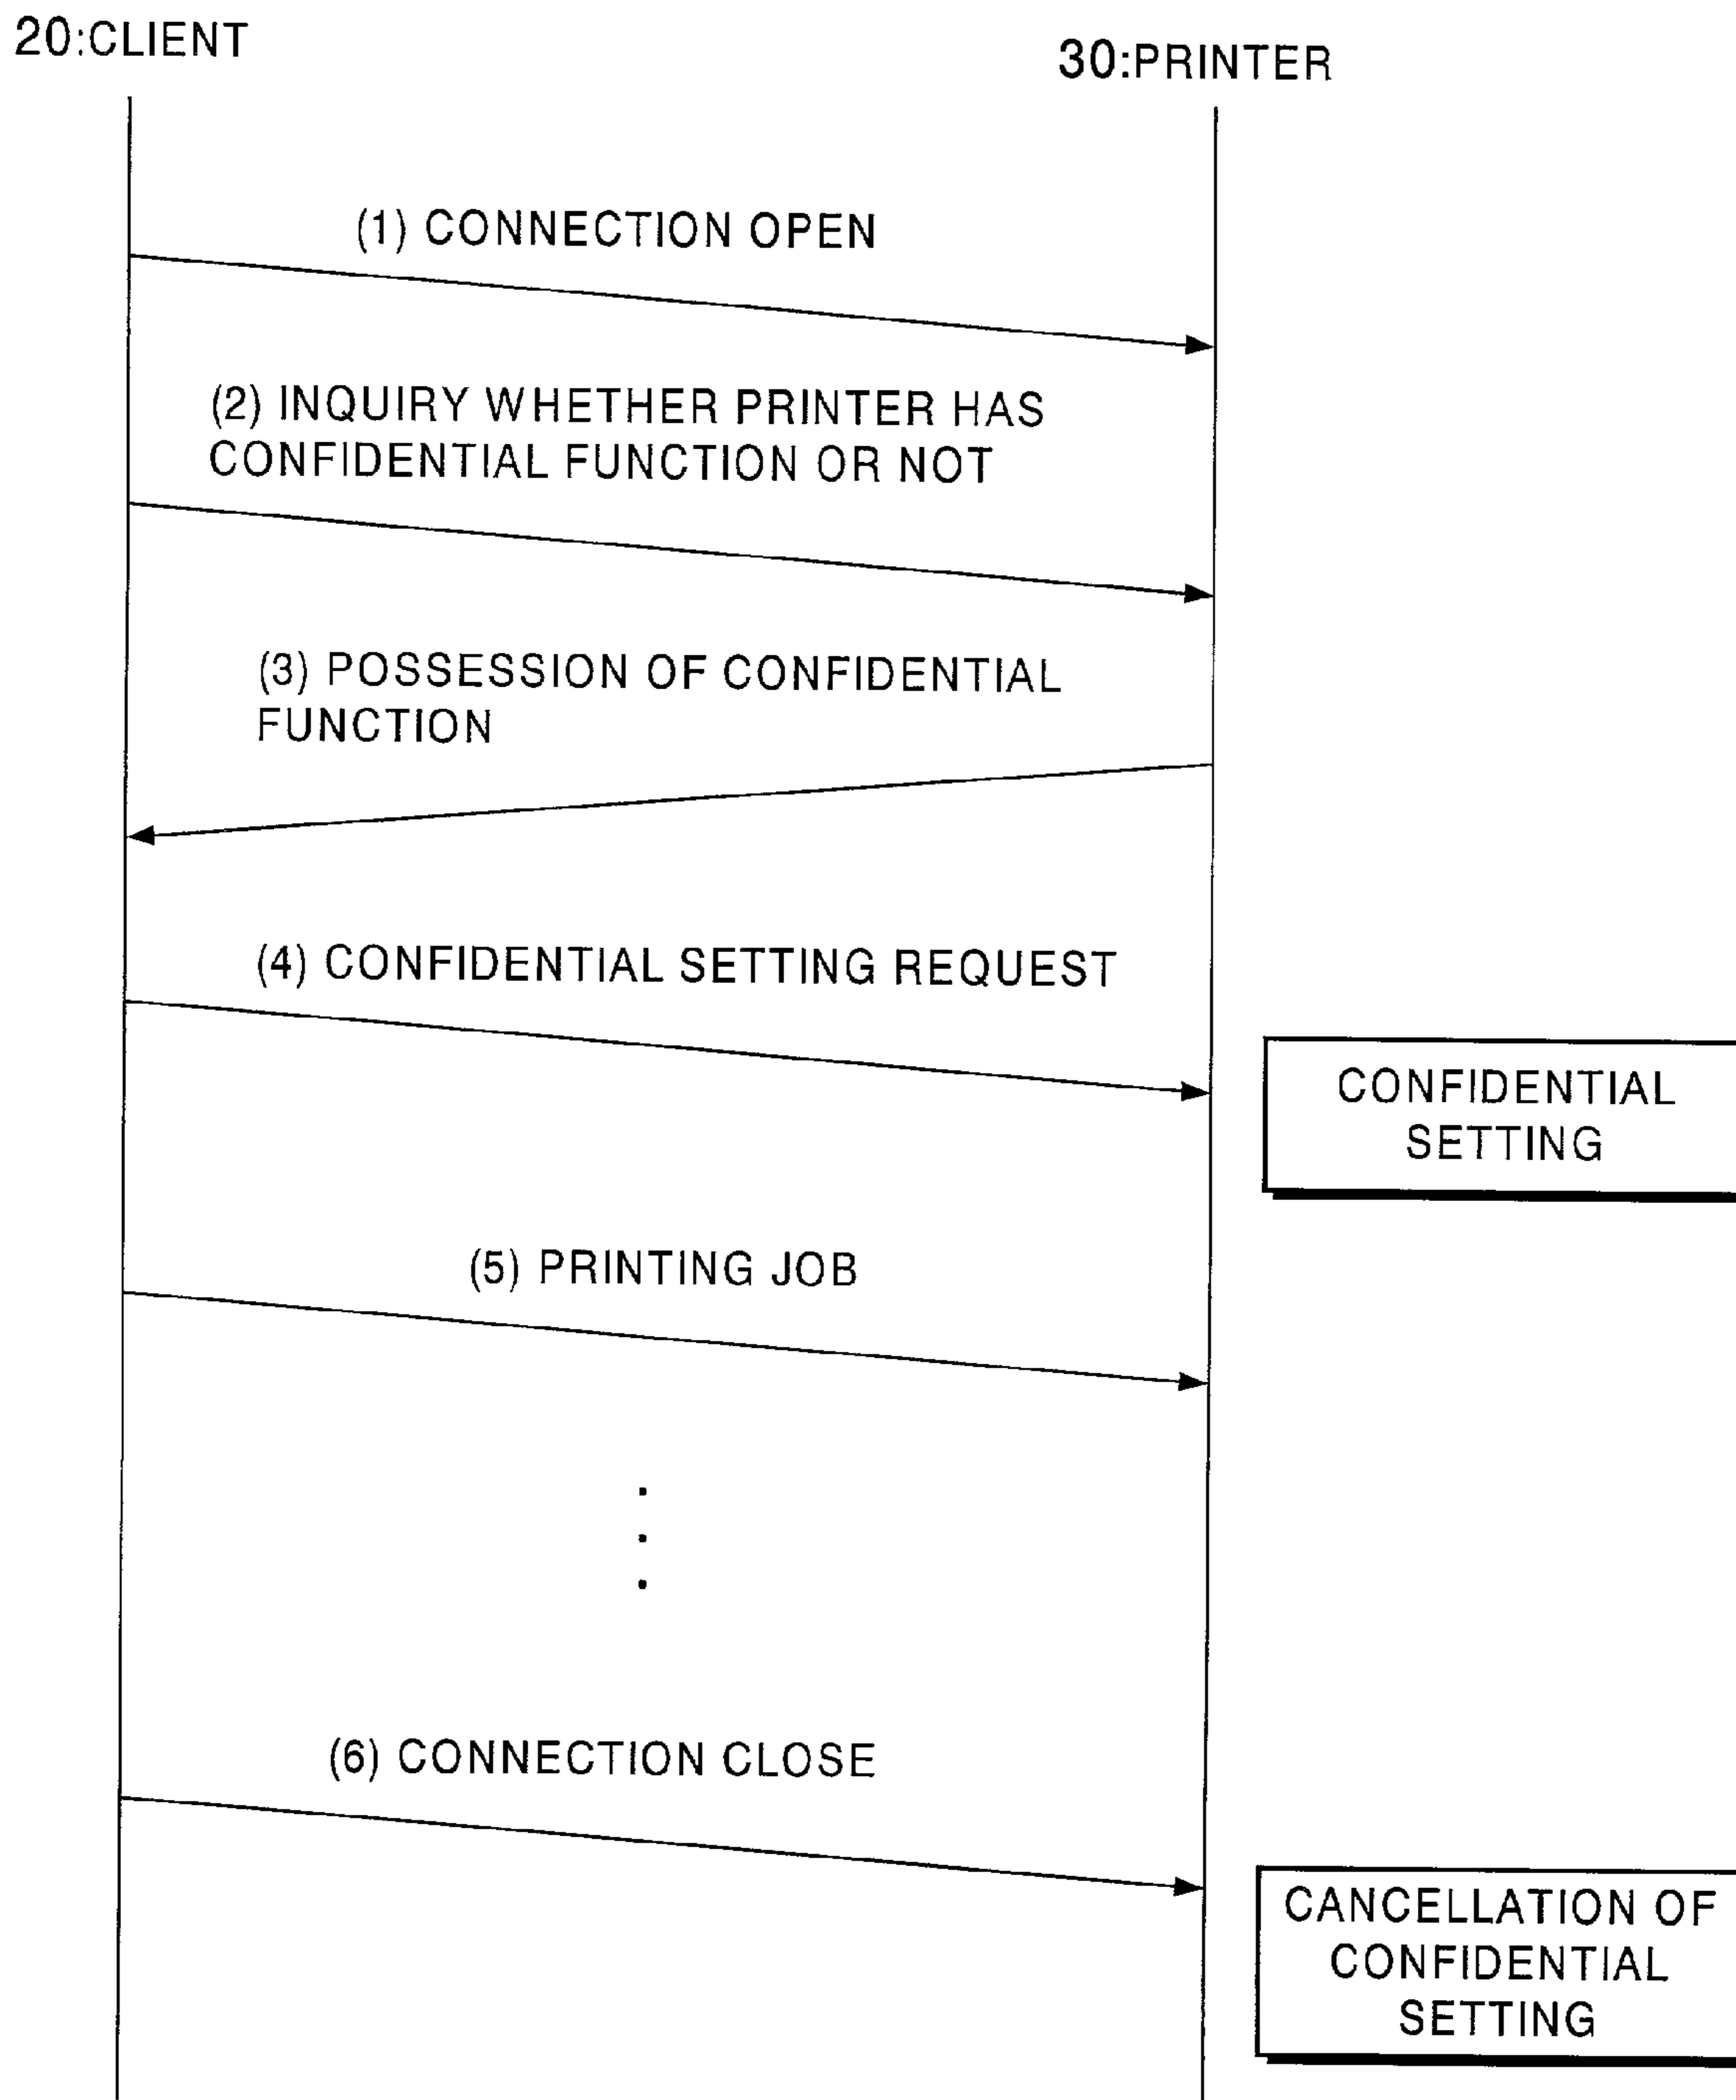 20:CLIENT
30:PRINTER
(1) CONNECTION OPEN
(2) INQUIRY WHETHER PRINTER HAS
CONFIDENTIAL FUNCTION OR NOT
(3) POSSESSION OF CONFIDENTIAL
FUNCTION
(4) CONFIDENTIAL SETTING REQUEST
CONFIDENTIAL
SETTING
(5) PRINTING JOB
(6) CONNECTION CLOSE
CANCELLATION OF
CONFIDENTIAL
SETTING